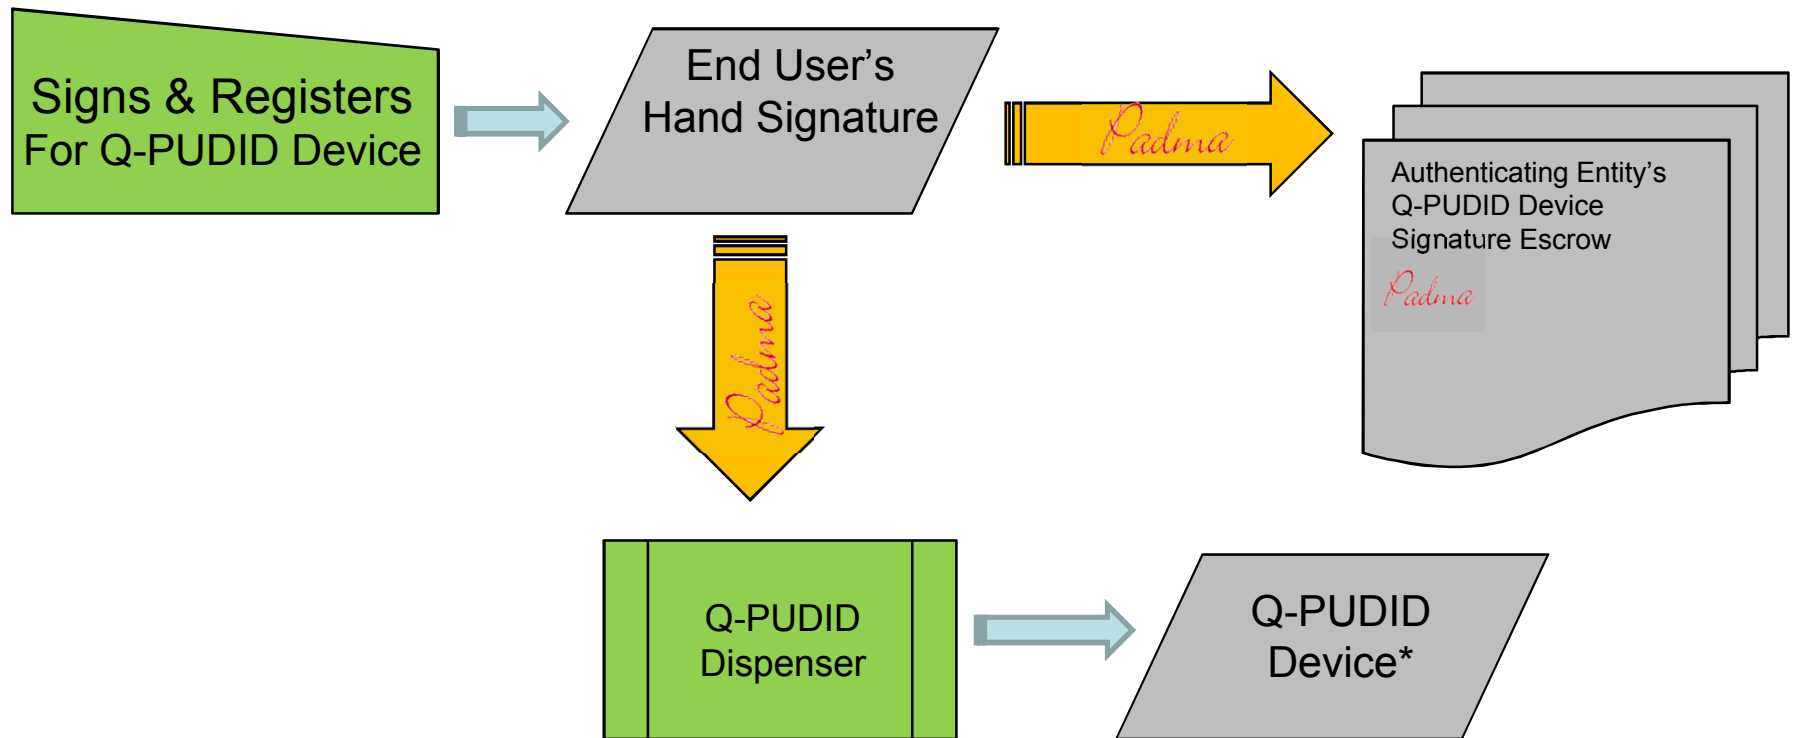 Signs & Registers
For Q-PUDID Device
End User’s
Hand Signature
Padma
Authenticating Entity’s
Q-PUDID Device
Signature Escrow
Padma
Padma
Q-PUDID
Dispenser
Q-PUDID
Device*